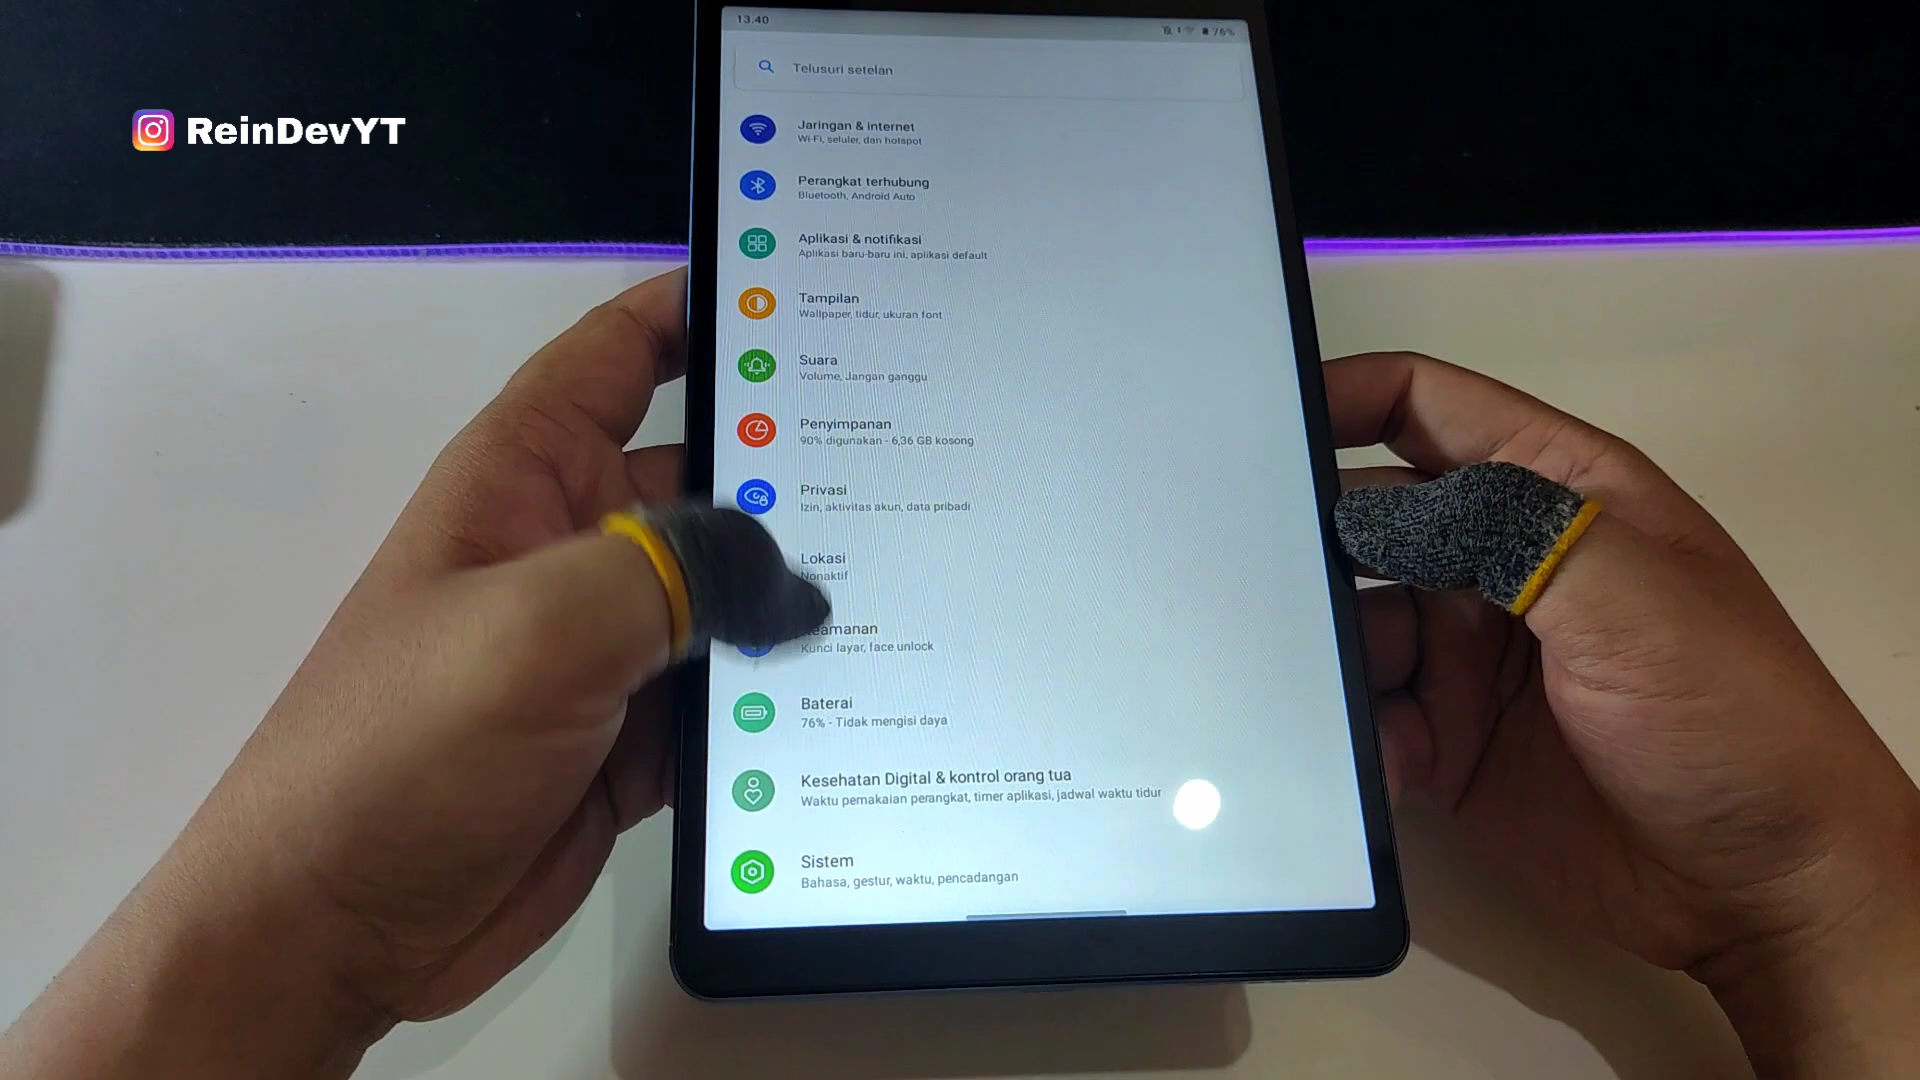 13.40
76%
ReinDevYT
Telusuri setelan
Jaringan & internet
Wi-Fi, seluler, dan hotspot
Perangkat terhubung
Bluetooth, Android Auto
Aplikasi & notifikasi
Aplikasi baru-baru ini, aplikasi default
Tampilan
Wallpaper, tidur, ukuran font
Suara
Volume, Jangan ganggu
Penyimpanan
90% digunakan - 6,36 GB kosong
Privasi
Izin, aktivitas akun, data pribadi
Lokasi
Nonaktif
eamanan
Kunci layar, face unlock
Baterai
76% - Tidak mengisi daya
Kesehatan Digital & kontrol orang tua
Waktu pemakaian perangkat, timer aplikasi, jadwal waktu tidur
Sistem
Bahasa, gestur, waktu, pencadangan